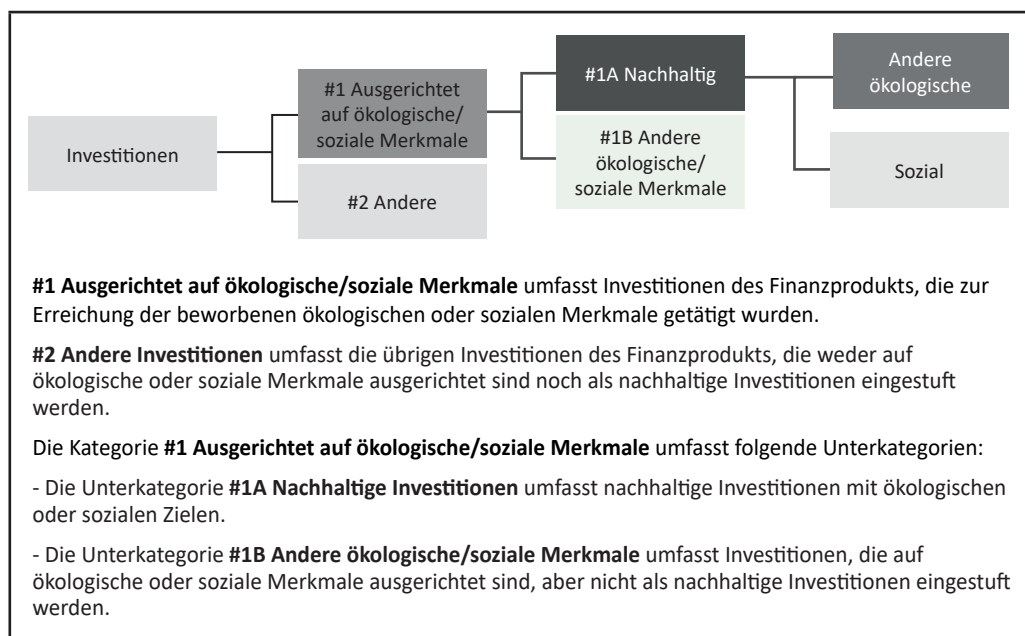 Investitionen
#1 Ausgerichtet
auf ökologische/
soziale Merkmale
#2 Andere
#1A Nachhaltig
#1B Andere
ökologische/
soziale Merkmale
Andere
ökologische
Sozial
#1 Ausgerichtet auf ökologische/soziale Merkmale umfasst Investitionen des Finanzprodukts, die zur
Erreichung der beworbenen ökologischen oder sozialen Merkmale getätigt wurden.
#2 Andere Investitionen umfasst die übrigen Investitionen des Finanzprodukts, die weder auf
ökologische oder soziale Merkmale ausgerichtet sind noch als nachhaltige Investitionen eingestuft
werden.
Die Kategorie #1 Ausgerichtet auf ökologische/soziale Merkmale umfasst folgende Unterkategorien:
- Die Unterkategorie #1A Nachhaltige Investitionen umfasst nachhaltige Investitionen mit ökologischen
oder sozialen Zielen.
- Die Unterkategorie #1B Andere ökologische/soziale Merkmale umfasst Investitionen, die auf
ökologische oder soziale Merkmale ausgerichtet sind, aber nicht als nachhaltige Investitionen eingestuft
werden.